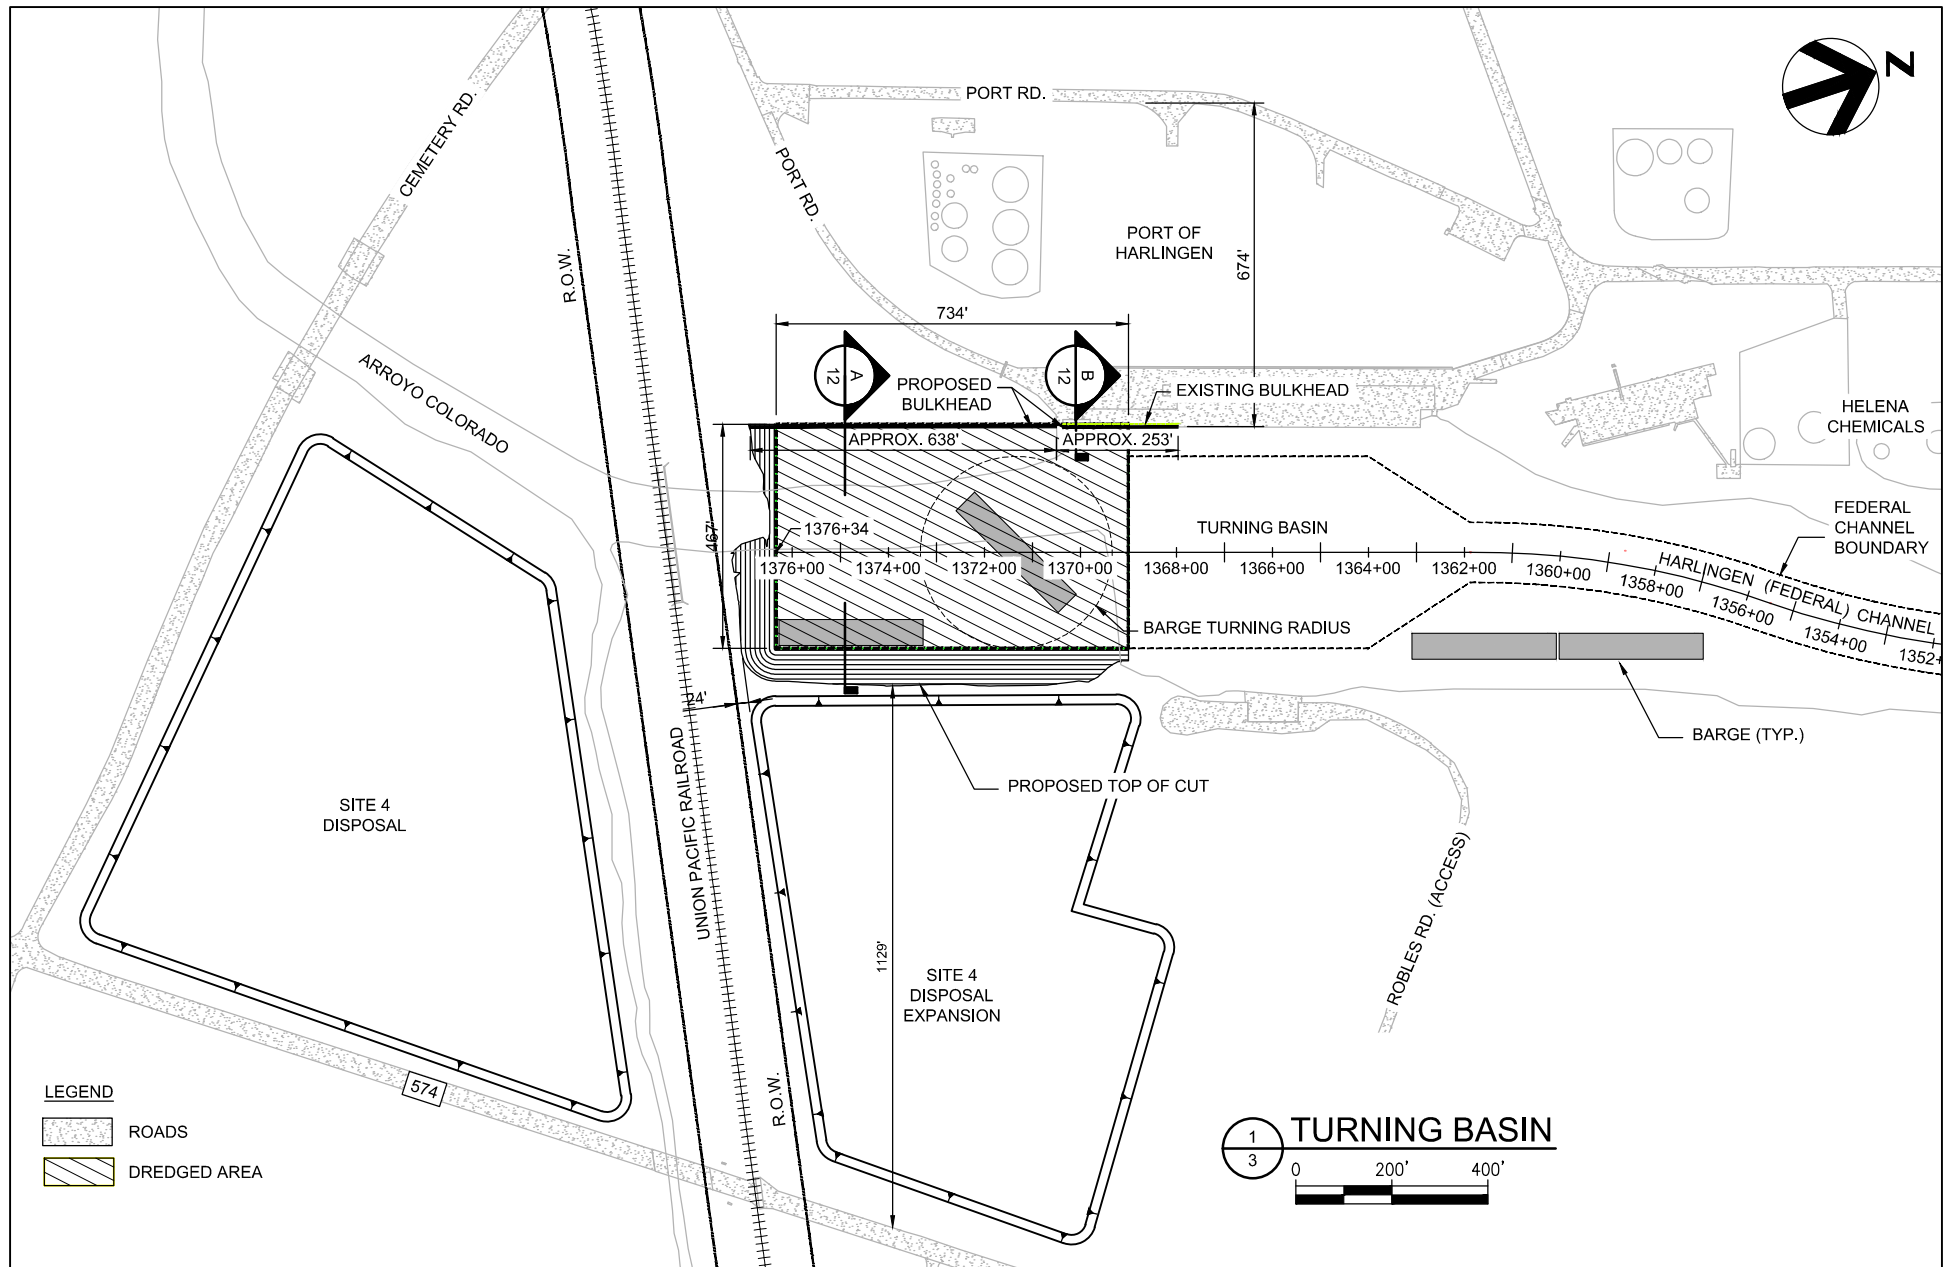 N
PORT RD.
CEMETERY RD.
PORT RD.
PORT OF
HARLINGEN
674'
R.O.W.
734'
A
12
B
12
PROPOSED
BULKHEAD
EXISTING BULKHEAD
ARROYO COLORADO
HELENA
CHEMICALS
APPROX. 638'
APPROX. 253'
467'
1376+34
TURNING BASIN
FEDERAL
CHANNEL
BOUNDARY
1376+00
1374+00
1372+00
1370+00
1368+00
1366+00
1364+00
1362+00
1360+00
1358+00
1356+00
1354+00
1352+
HARLINGEN (FEDERAL) CHANNEL
BARGE TURNING RADIUS
24'
BARGE (TYP.)
PROPOSED TOP OF CUT
UNION PACIFIC RAILROAD
SITE 4
DISPOSAL
ROBLES RD. (ACCESS)
1129'
SITE 4
DISPOSAL
EXPANSION
574
R.O.W.
LEGEND
ROADS
DREDGED AREA
1
3
TURNING BASIN
0 200' 400'